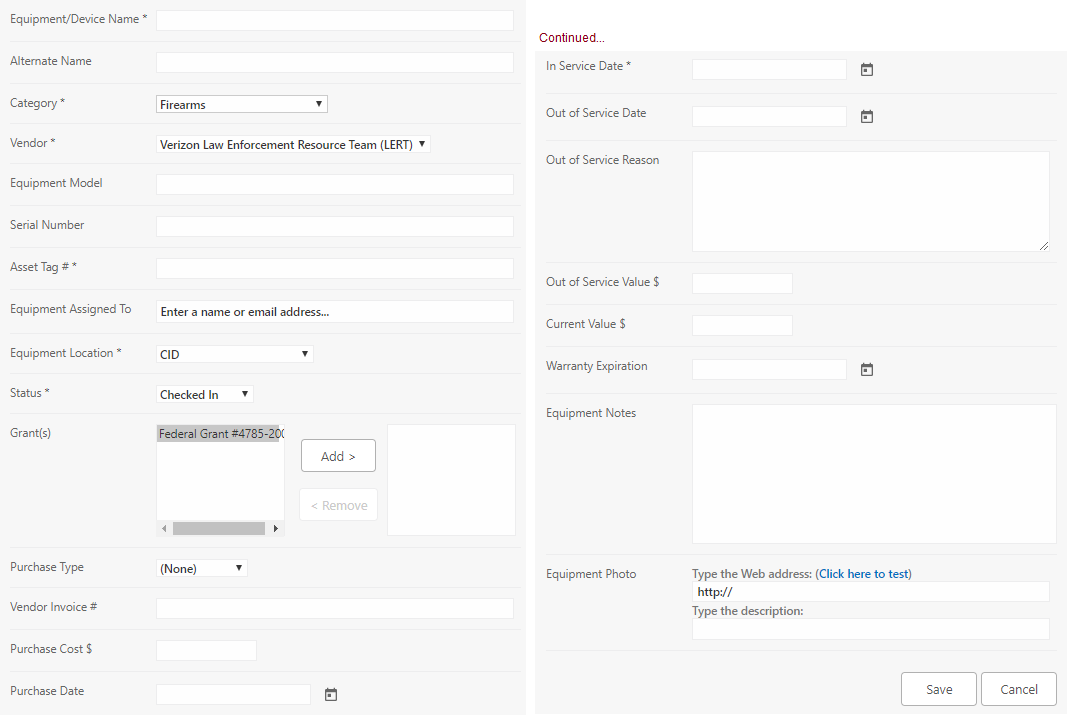 Equipment/Device Name *
Alternate Name
Category *
Firearms
Vendor *
Verizon Law Enforcement Resource Team (LERT)
Equipment Model
Serial Number
Asset Tag # *
Equipment Assigned To
Enter a name or email address...
Equipment Location *
CID
Status *
Checked In
Grant(s)
Federal Grant #4785-200
Add >
< Remove
Purchase Type
(None)
Vendor Invoice #
Purchase Cost $
Purchase Date
Continued...
In Service Date *
Out of Service Date
Out of Service Reason
Out of Service Value $
Current Value $
Warranty Expiration
Equipment Notes
Equipment Photo
Type the Web address: (Click here to test)
http://
Type the description:
Save
Cancel